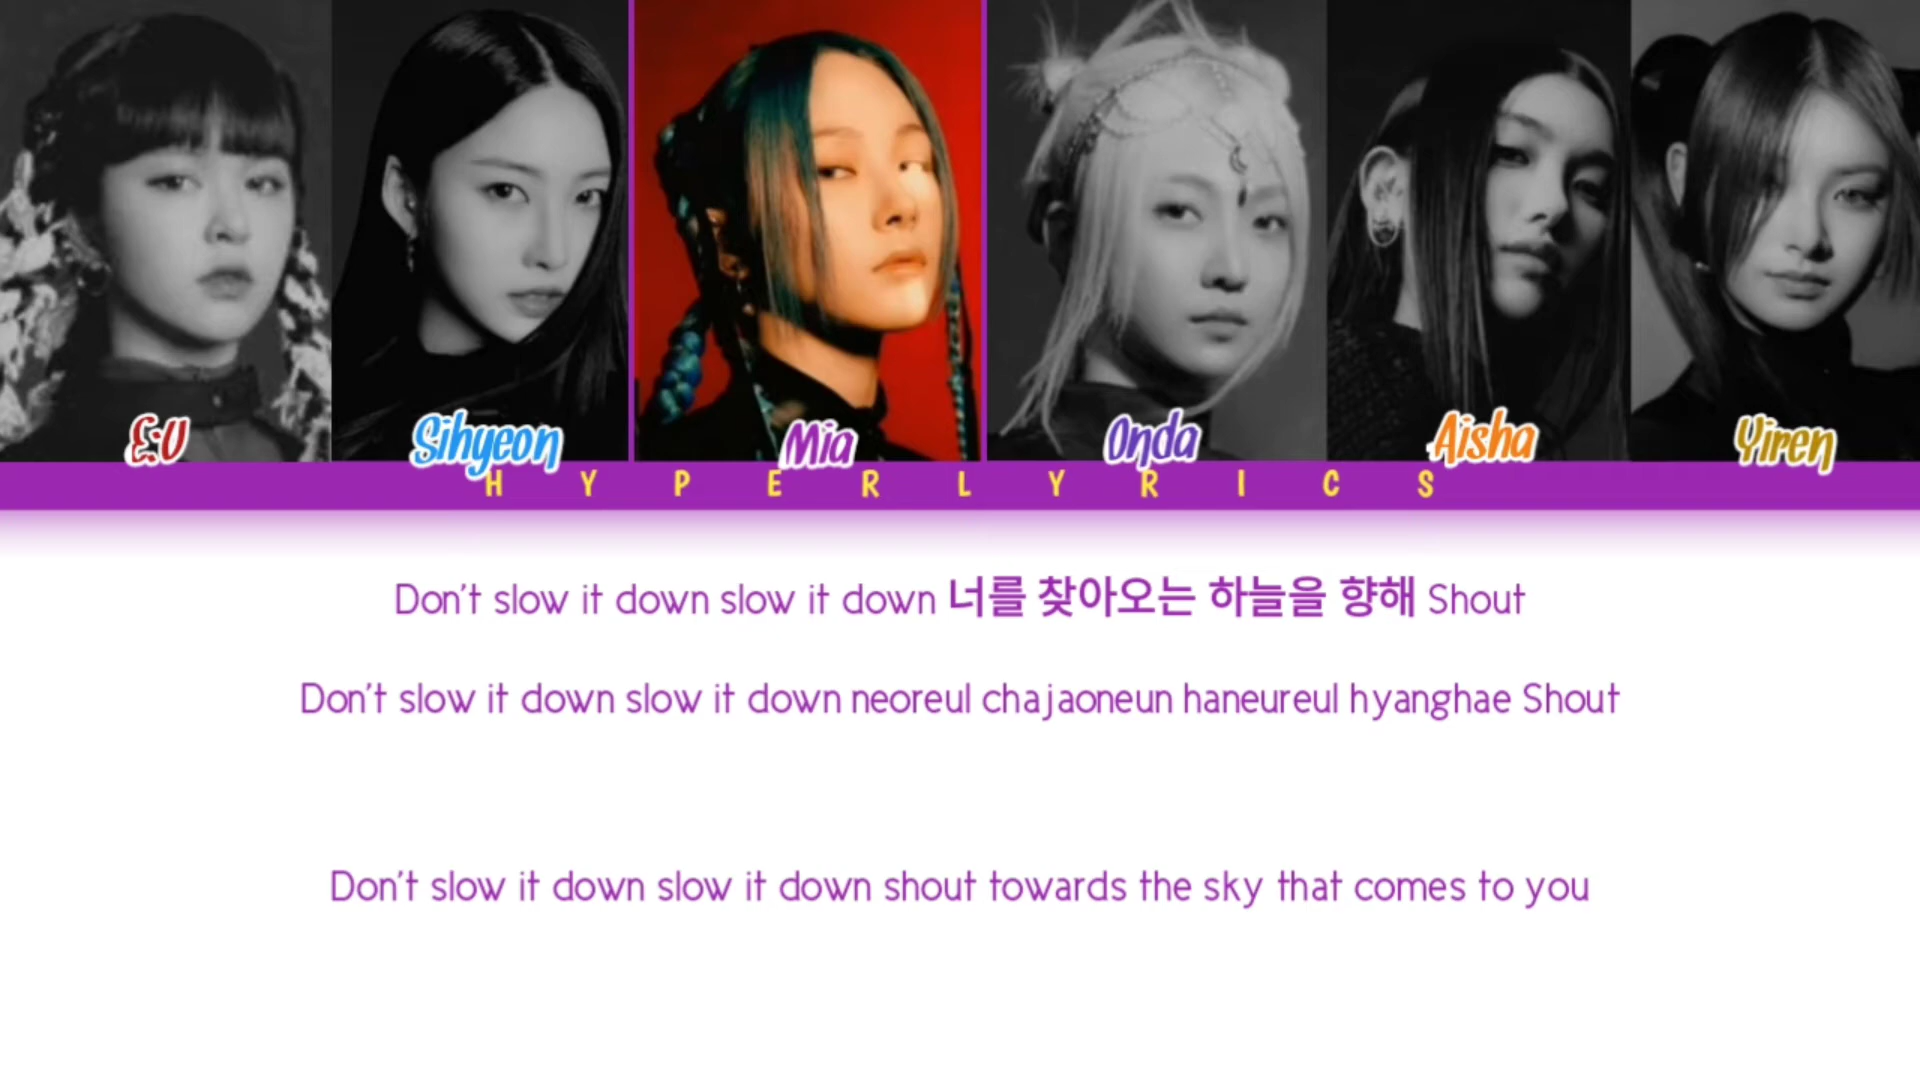 E:U
Sihyeon
Mia
Onda
Aisha
Yiren
HYPERLYRICS
Don't slow it down slow it down 너를 찾아오는 하늘을 향해 Shout
Don't slow it down slow it down neoreul chajaoneun haneureul hyanghae Shout
Don't slow it down slow it down shout towards the sky that comes to you